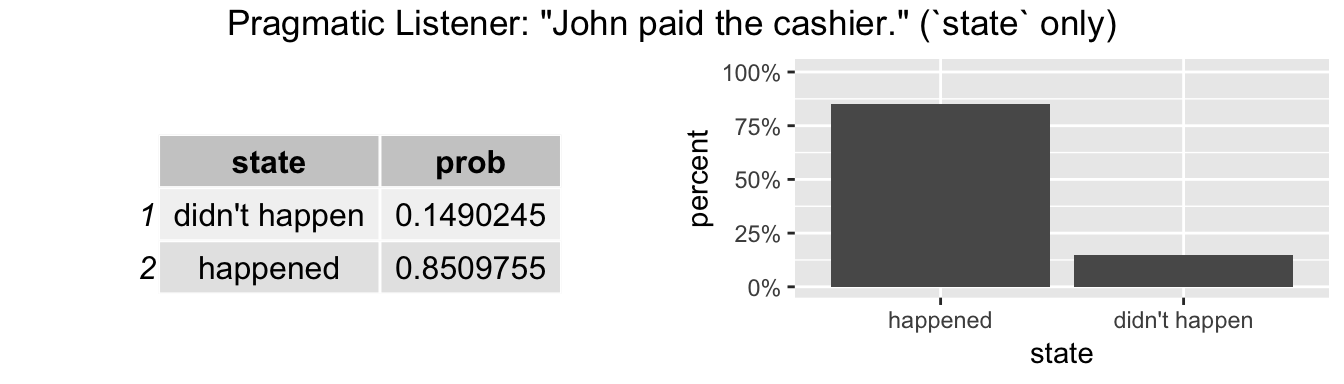 Pragmatic Listener: "John paid the cashier." (`state` only)
state prob
1 didn't happen 0.1490245
2 happened 0.8509755
100%
75%
50%
25%
0%
percent
happened didn't happen
state